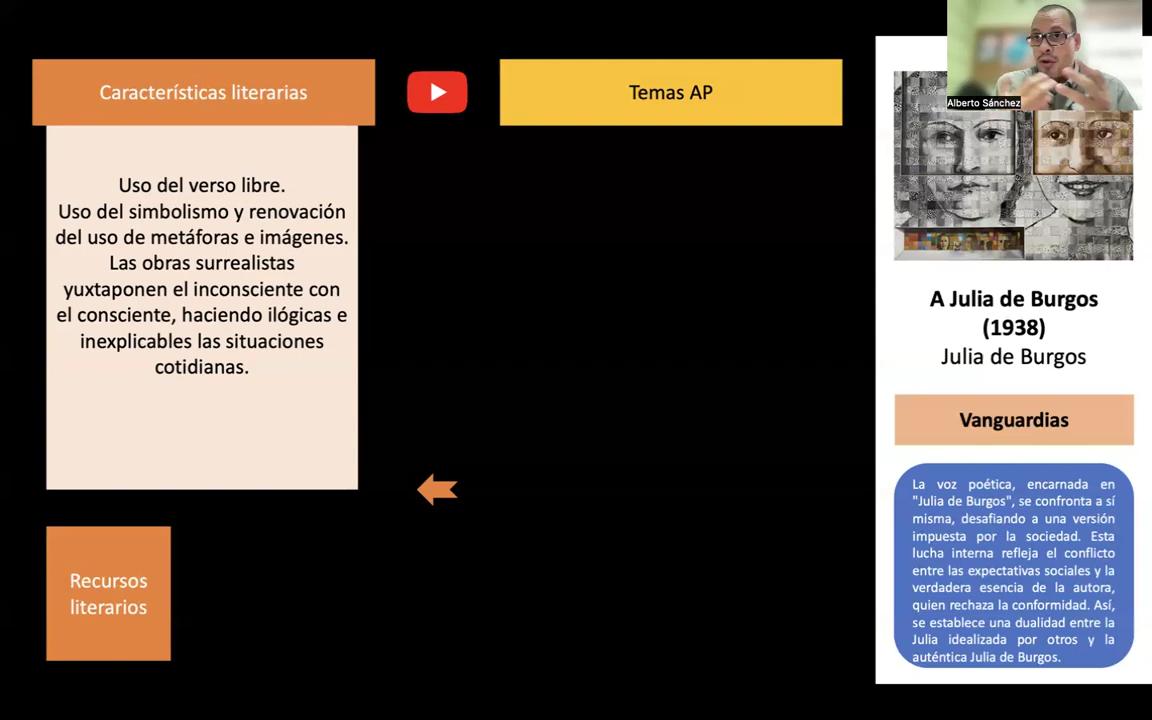 Características literarias
Uso del verso libre.
Uso del simbolismo y renovación
del uso de metáforas e imágenes.
Las obras surrealistas
yuxtaponen el inconsciente con
el consciente, haciendo ilógicas e
inexplicables las situaciones
cotidianas.
Recursos
literarios
Temas AP
Alberto Sánchez
A Julia de Burgos
(1938)
Julia de Burgos
Vanguardias
La voz poética, encarnada en
"Julia de Burgos", se confronta a sí
misma, desafiando a una versión
impuesta por la sociedad. Esta
lucha interna refleja el conflicto
entre las expectativas sociales y la
verdadera esencia de la autora,
quien rechaza la conformidad. Así,
se establece una dualidad entre la
Julia idealizada por otros y la
auténtica Julia de Burgos.